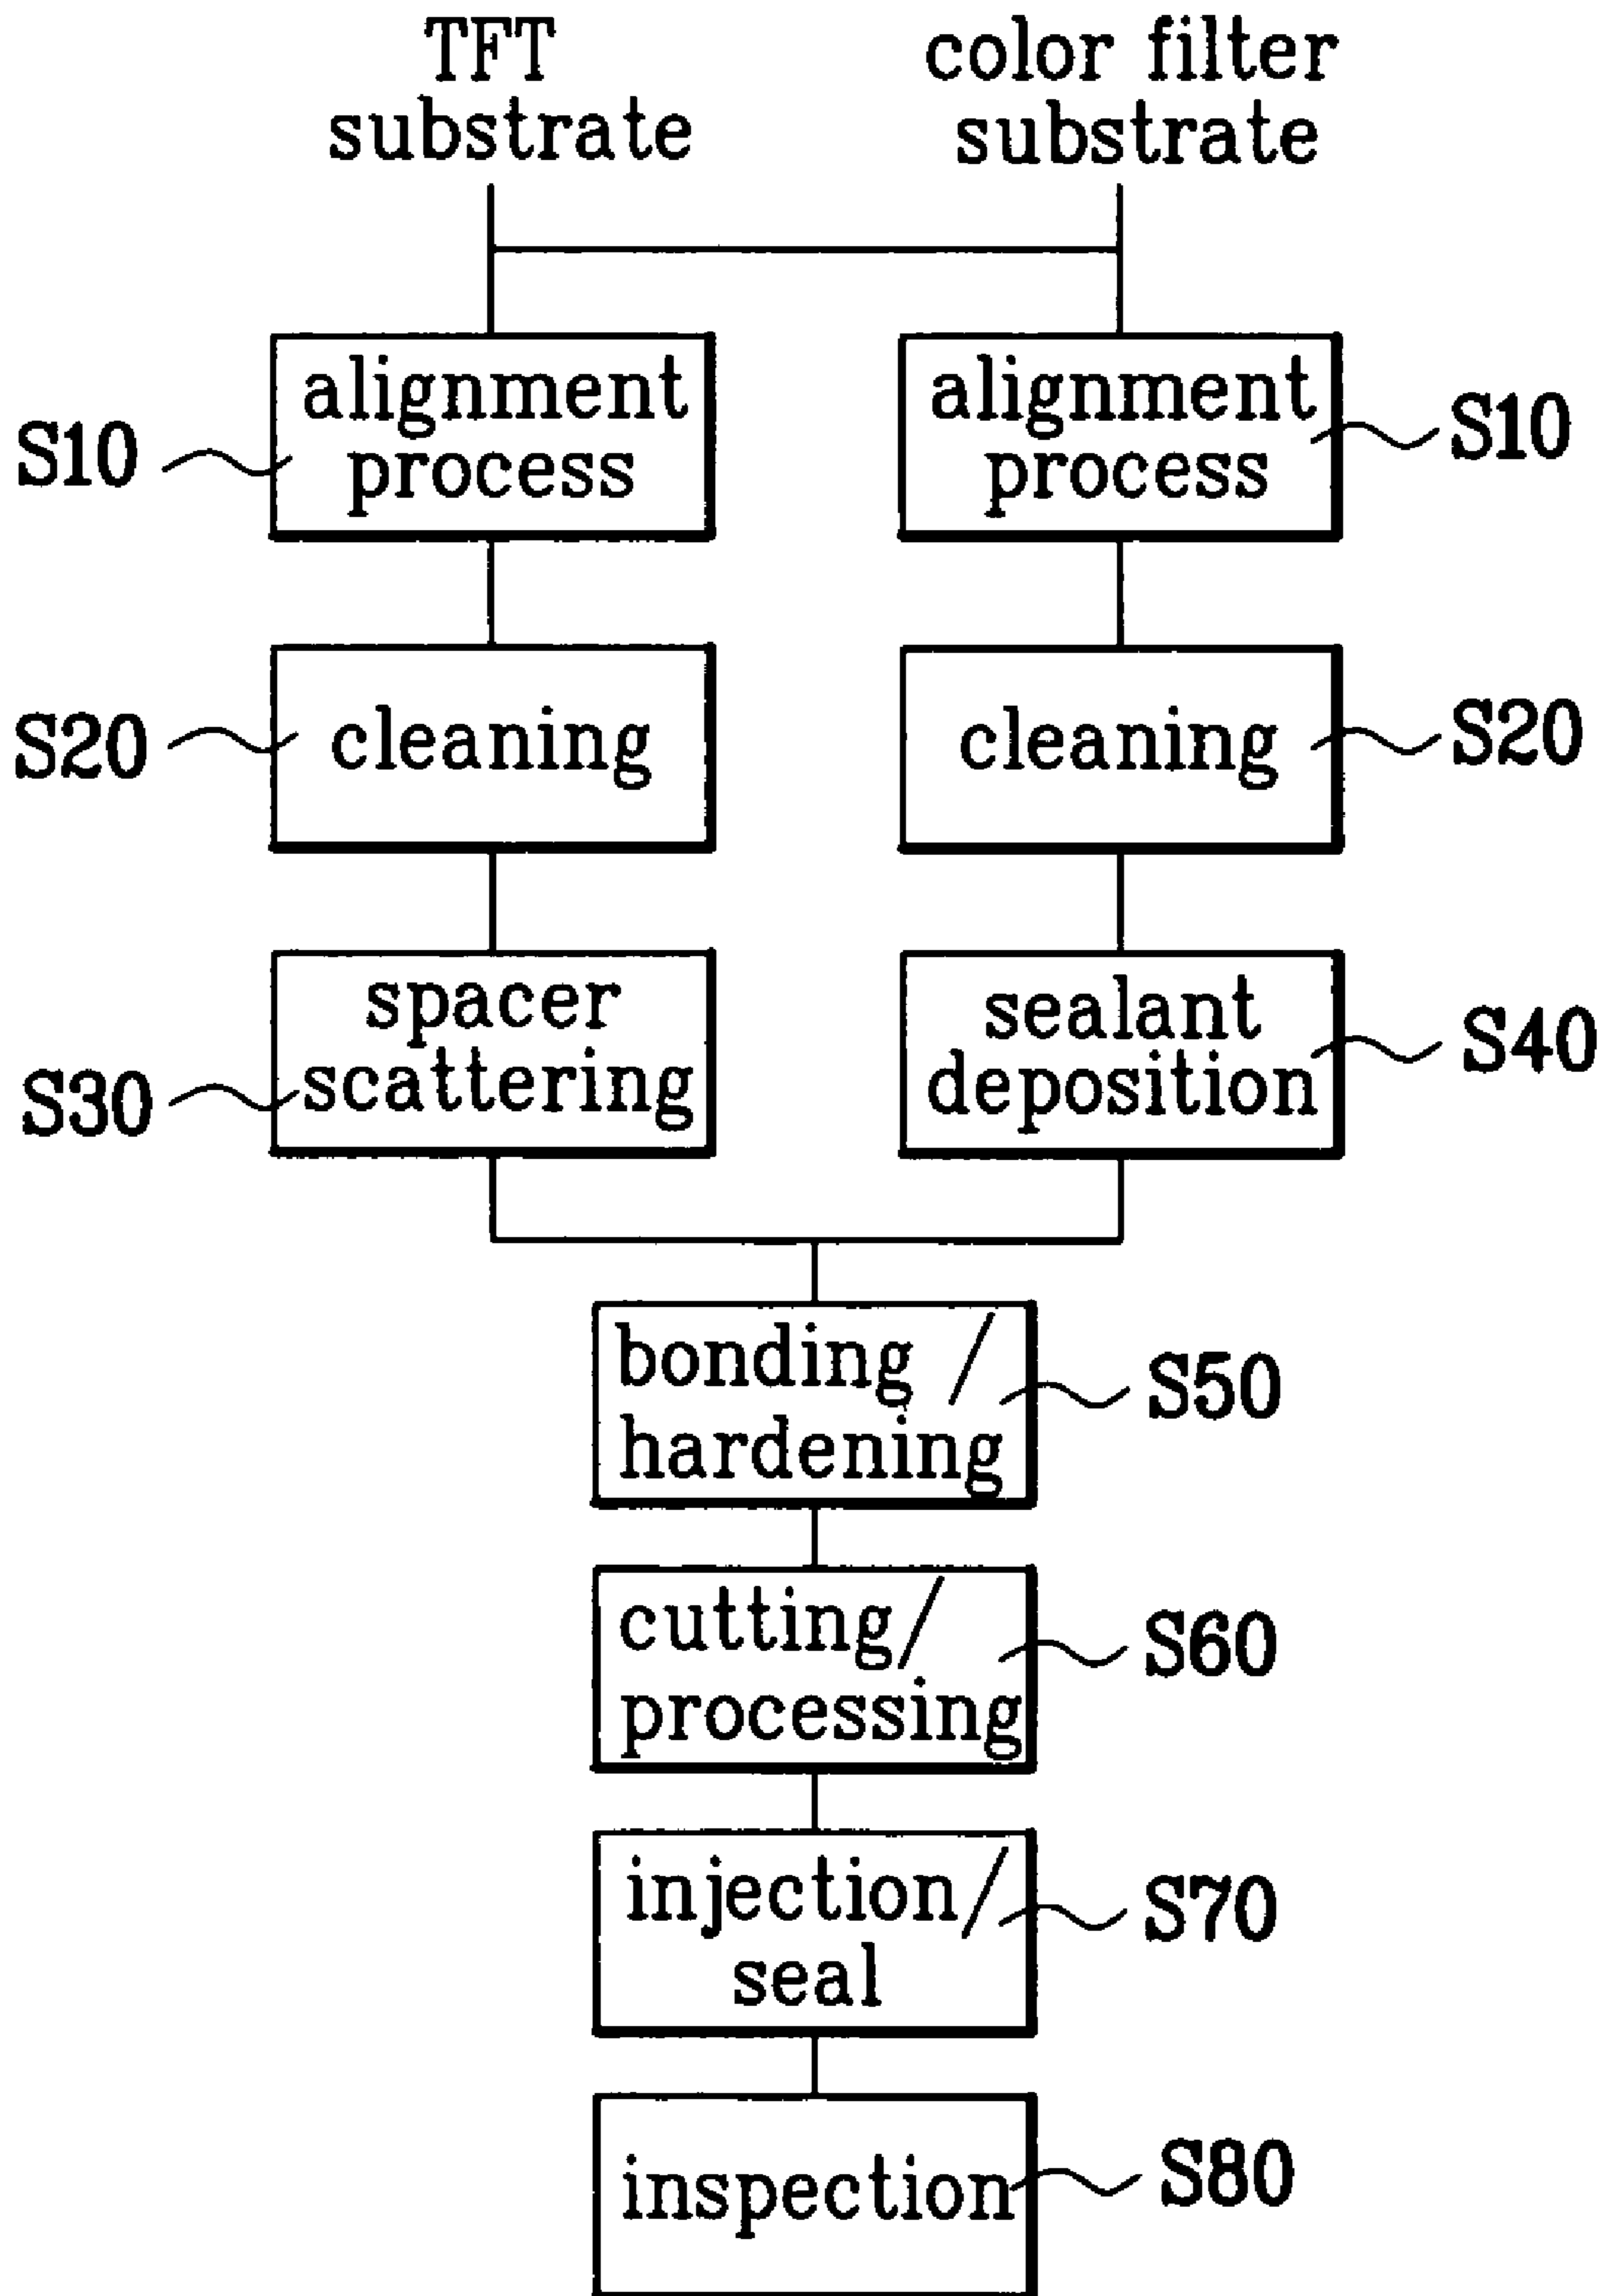 TFT
substrate
color filter
substrate
S10
alignment
process
alignment
process
S10
S20
cleaning
cleaning
S20
S30
spacer
scattering
sealant
deposition
S40
bonding /
hardening
S50
cutting/
processing
S60
injection/
seal
S70
inspection
S80